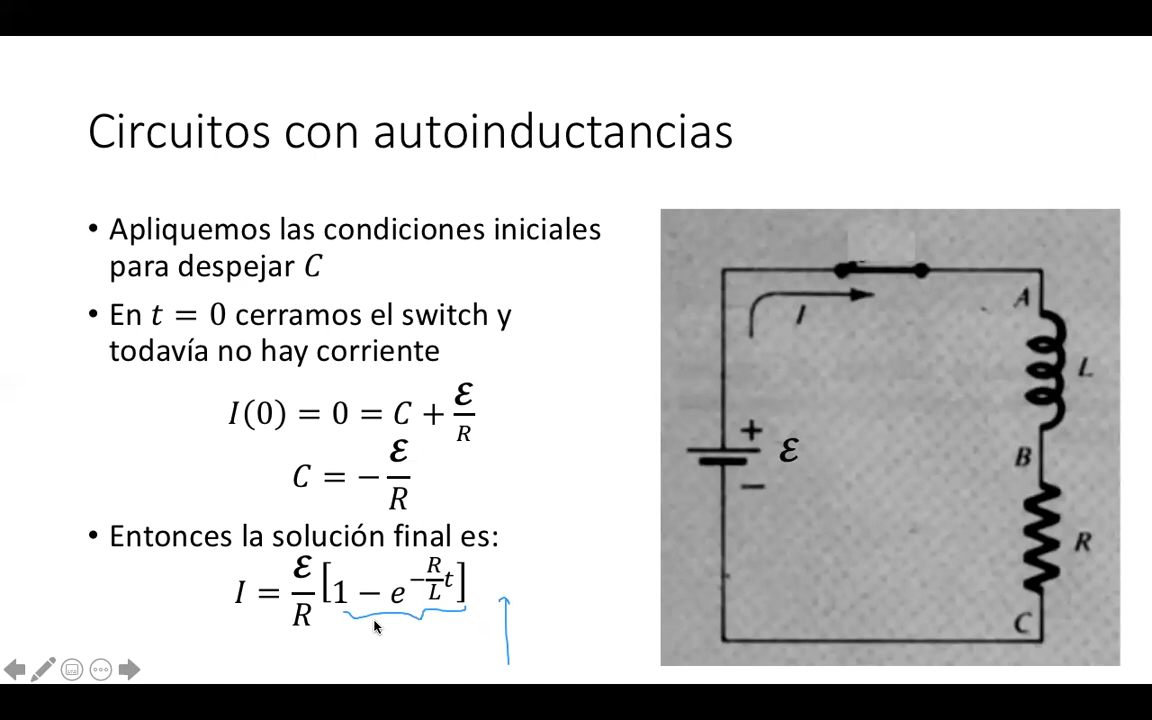 Circuitos con autoinductancias
• Apliquemos las condiciones iniciales
para despejar C
• En t = 0 cerramos el switch y
todavía no hay corriente
I(0) = 0 = C + ℰ/R
C = −ℰ/R
• Entonces la solución final es:
I = ℰ/R [1 − e^{−R/L t}]
A
I
L
+
ℰ
B
−
R
C